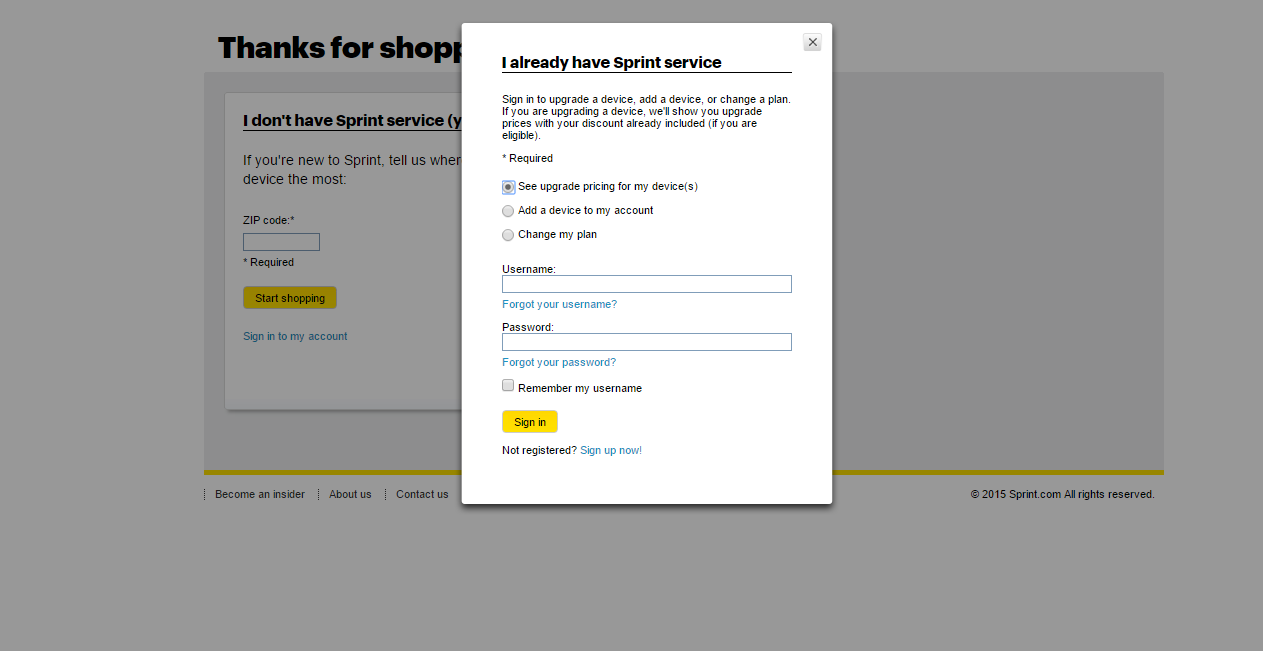 Thanks for shopp
I don't have Sprint service (y
If you're new to Sprint, tell us wher
device the most:
ZIP code:*
* Required
Start shopping
Sign in to my account
I already have Sprint service
Sign in to upgrade a device, add a device, or change a plan.
If you are upgrading a device, we'll show you upgrade
prices with your discount already included (if you are
eligible).
* Required
See upgrade pricing for my device(s)
Add a device to my account
Change my plan
Username:
Forgot your username?
Password:
Forgot your password?
Remember my username
Sign in
Not registered? Sign up now!
Become an insider
About us
Contact us
© 2015 Sprint.com All rights reserved.